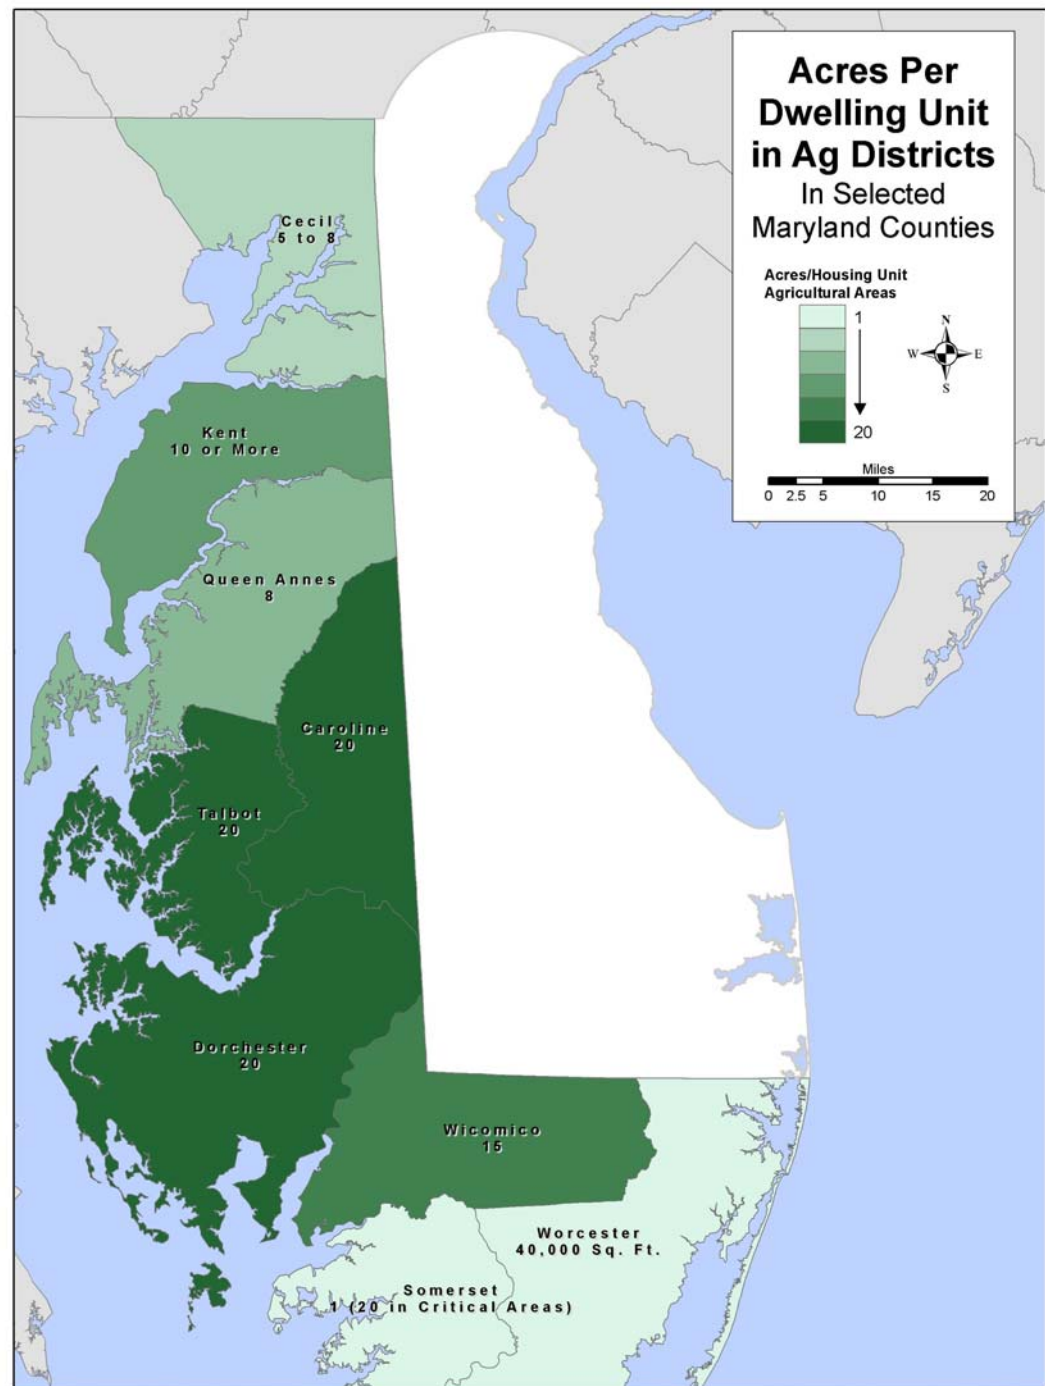 Acres Per
Dwelling Unit
in Ag Districts
In Selected
Maryland Counties
Acres/Housing Unit
Agricultural Areas
1
20
N
W E
S
Miles
0 2.5 5 10 15 20
Cecil
5 to 8
Kent
10 or More
Queen Annes
8
Caroline
20
Talbot
20
Dorchester
20
Wicomico
15
Worcester
40,000 Sq. Ft.
Somerset
1 (20 in Critical Areas)